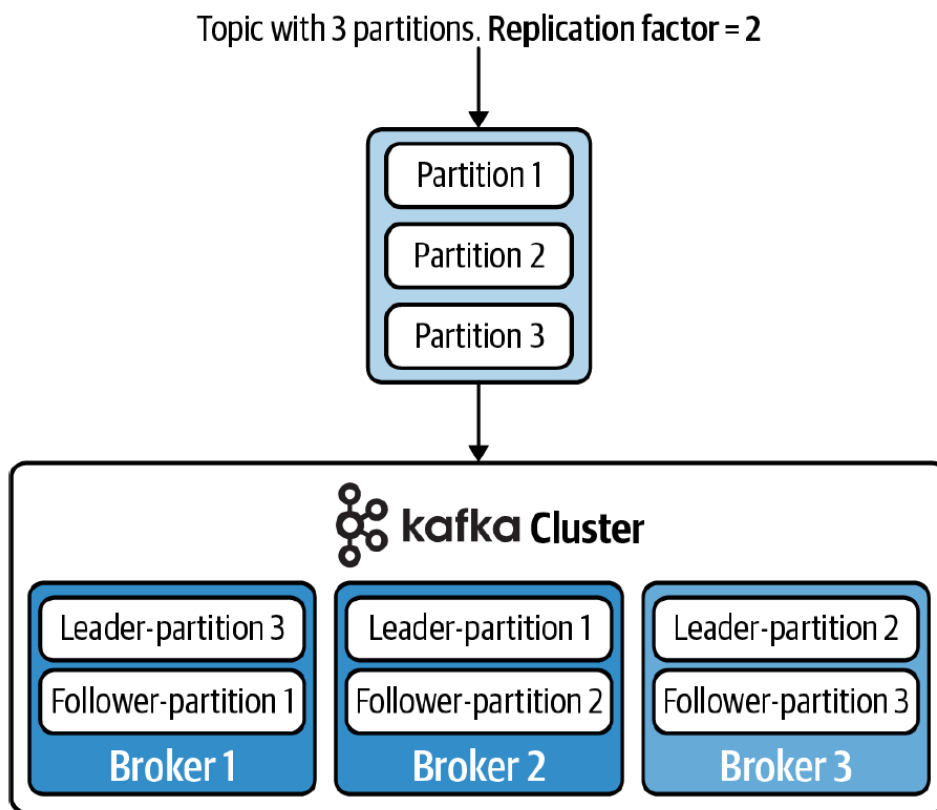 Topic with 3 partitions. Replication factor = 2
Partition 1
Partition 2
Partition 3
kafka Cluster
Leader-partition 3
Follower-partition 1
Broker 1
Leader-partition 1
Follower-partition 2
Broker 2
Leader-partition 2
Follower-partition 3
Broker 3